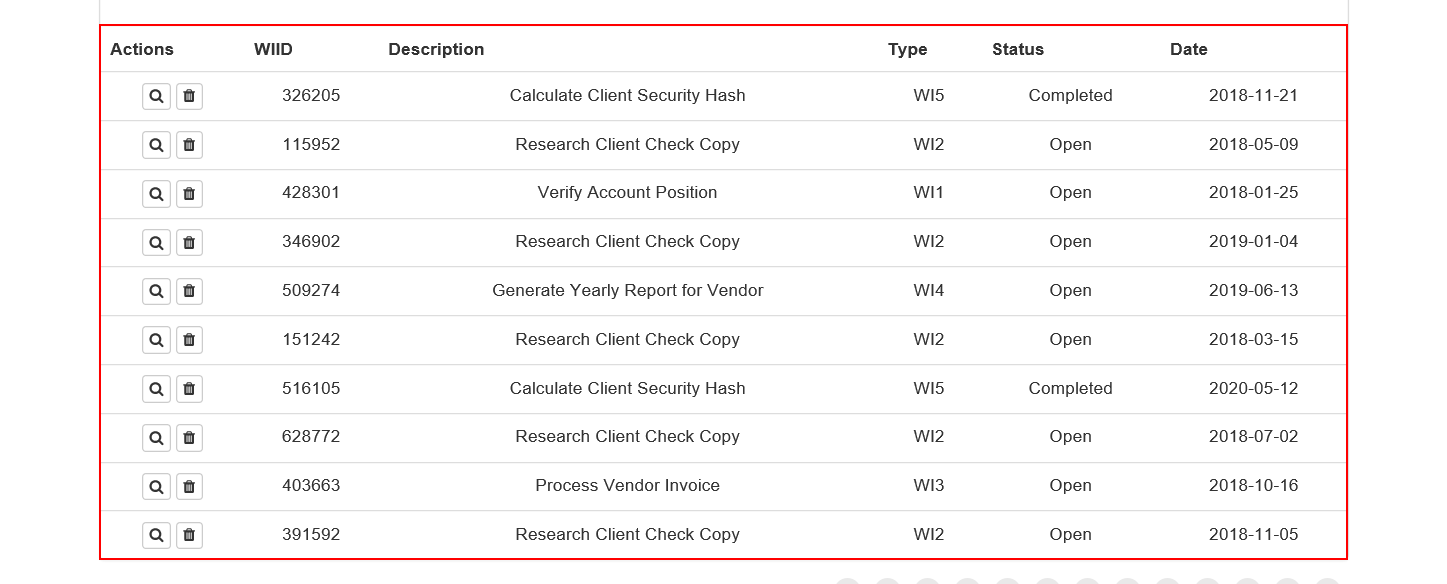 Actions WIID Description Type Status Date
326205 Calculate Client Security Hash WI5 Completed 2018-11-21
115952 Research Client Check Copy WI2 Open 2018-05-09
428301 Verify Account Position WI1 Open 2018-01-25
346902 Research Client Check Copy WI2 Open 2019-01-04
509274 Generate Yearly Report for Vendor WI4 Open 2019-06-13
151242 Research Client Check Copy WI2 Open 2018-03-15
516105 Calculate Client Security Hash WI5 Completed 2020-05-12
628772 Research Client Check Copy WI2 Open 2018-07-02
403663 Process Vendor Invoice WI3 Open 2018-10-16
391592 Research Client Check Copy WI2 Open 2018-11-05